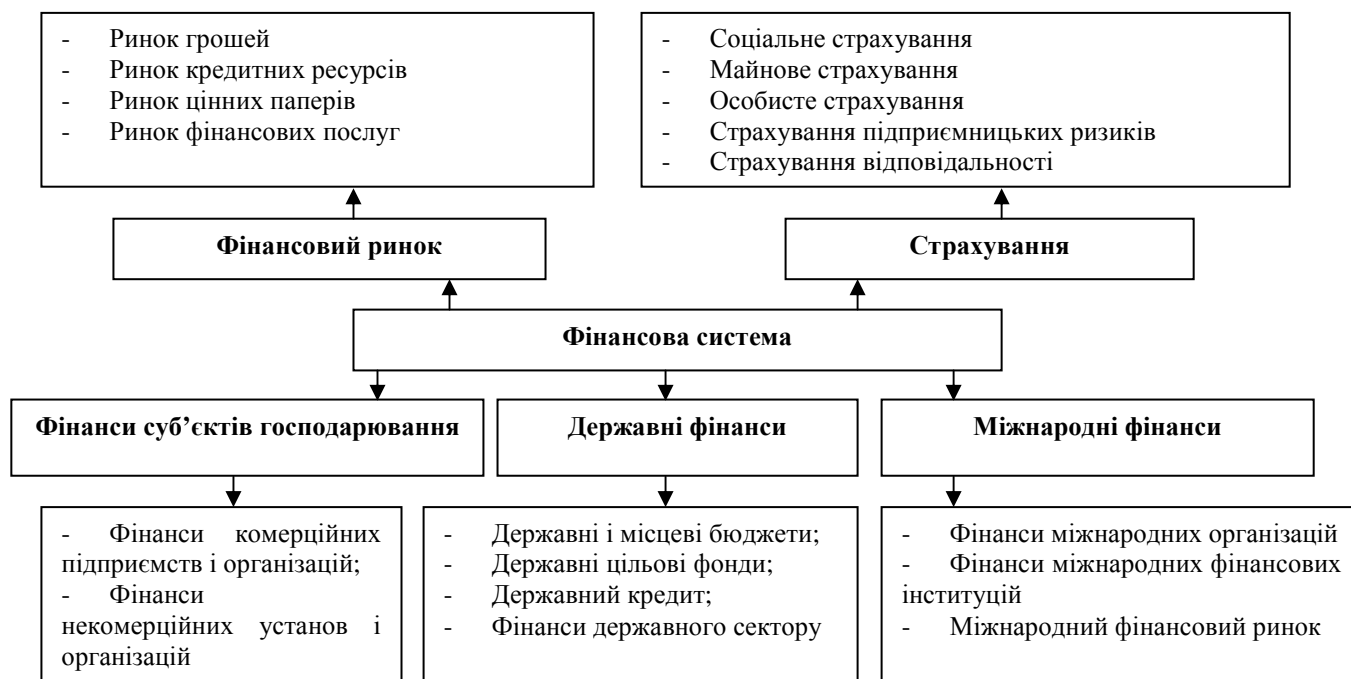 - Ринок грошей
- Ринок кредитних ресурсів
- Ринок цінних паперів
- Ринок фінансових послуг
- Соціальне страхування
- Майнове страхування
- Особисте страхування
- Страхування підприємницьких ризиків
- Страхування відповідальності
Фінансовий ринок
Страхування
Фінансова система
Фінанси суб’єктів господарювання
Державні фінанси
Міжнародні фінанси
- Фінанси комерційних
підприємств і організацій;
- Фінанси
некомерційних установ і
організацій
- Державні і місцеві бюджети;
- Державні цільові фонди;
- Державний кредит;
- Фінанси державного сектору
- Фінанси міжнародних організацій
- Фінанси міжнародних фінансових
інституцій
- Міжнародний фінансовий ринок